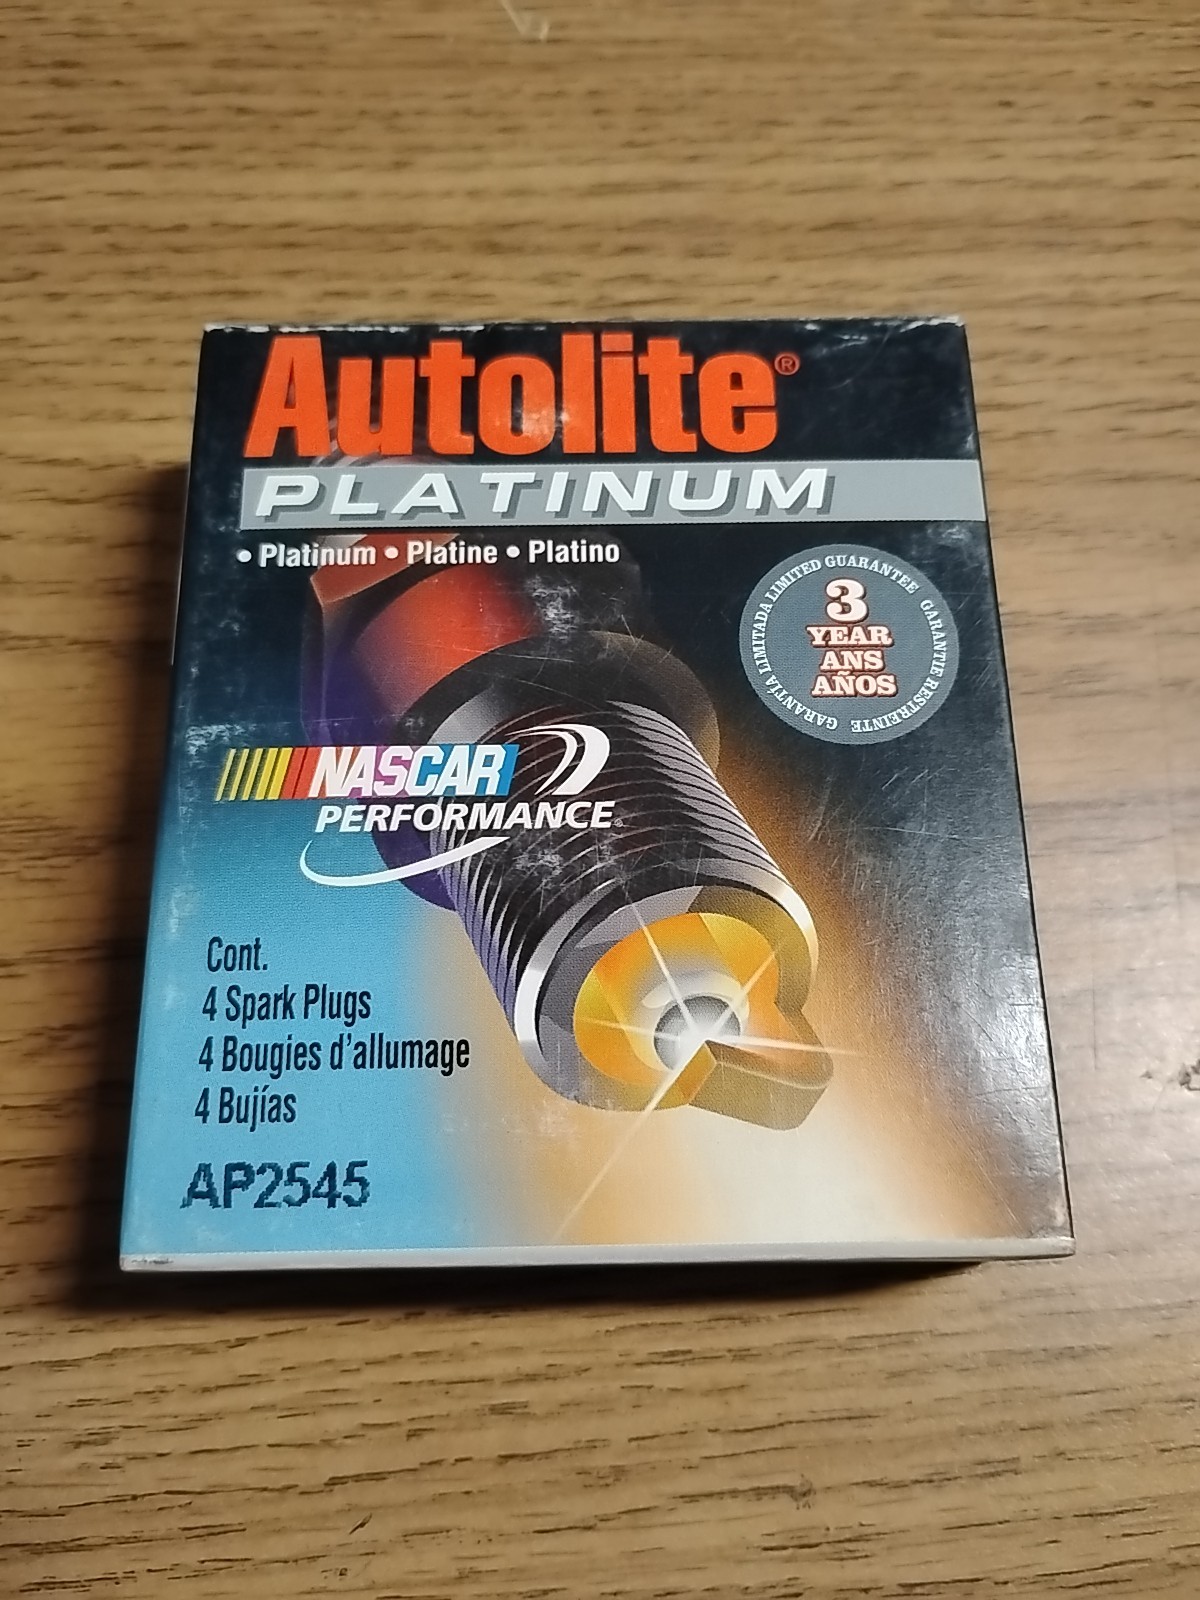 Autolite®
PLATINUM
• Platinum • Platine • Platino
LIMITED GUARANTEE
GARANTIE RESTREINTE
GARANTÍA LIMITADA
3
YEAR
ANS
AÑOS
NASCAR
PERFORMANCE®
Cont.
4 Spark Plugs
4 Bougies d'allumage
4 Bujías
AP2545